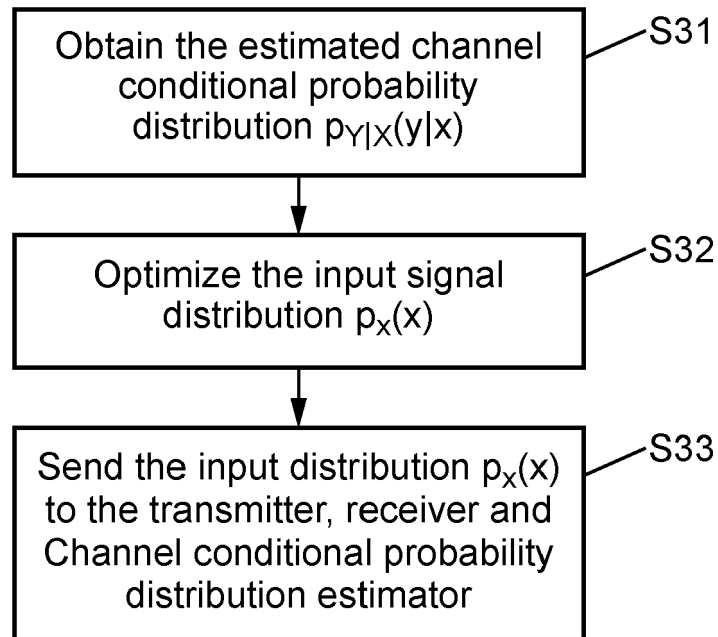 Obtain the estimated channel
conditional probability
distribution pY|X(y|x)
S31
Optimize the input signal
distribution px(x)
S32
Send the input distribution px(x)
to the transmitter, receiver and
Channel conditional probability
distribution estimator
S33